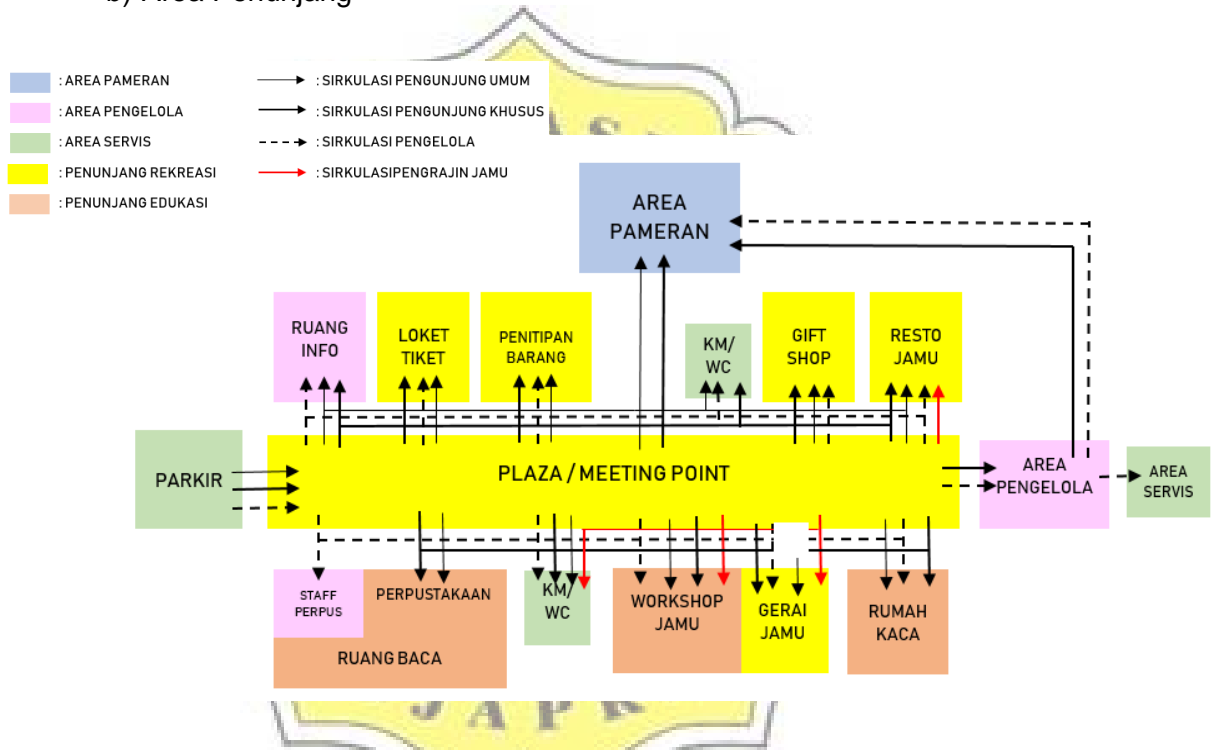 b) Area Penunjang
: AREA PAMERAN
: AREA PENGELOLA
: AREA SERVIS
: PENUNJANG REKREASI
: PENUNJANG EDUKASI
: SIRKULASI PENGUNJUNG UMUM
: SIRKULASI PENGUNJUNG KHUSUS
: SIRKULASI PENGELOLA
: SIRKULASIPENGRAJIN JAMU
AREA
PAMERAN
RUANG
INFO
LOKET
TIKET
PENITIPAN
BARANG
KM/
WC
GIFT
SHOP
RESTO
JAMU
PARKIR
PLAZA / MEETING POINT
AREA
PENGELOLA
AREA
SERVIS
STAFF
PERPUS
PERPUSTAKAAN
RUANG BACA
KM/
WC
WORKSHOP
JAMU
GERAI
JAMU
RUMAH
KACA
J A P R